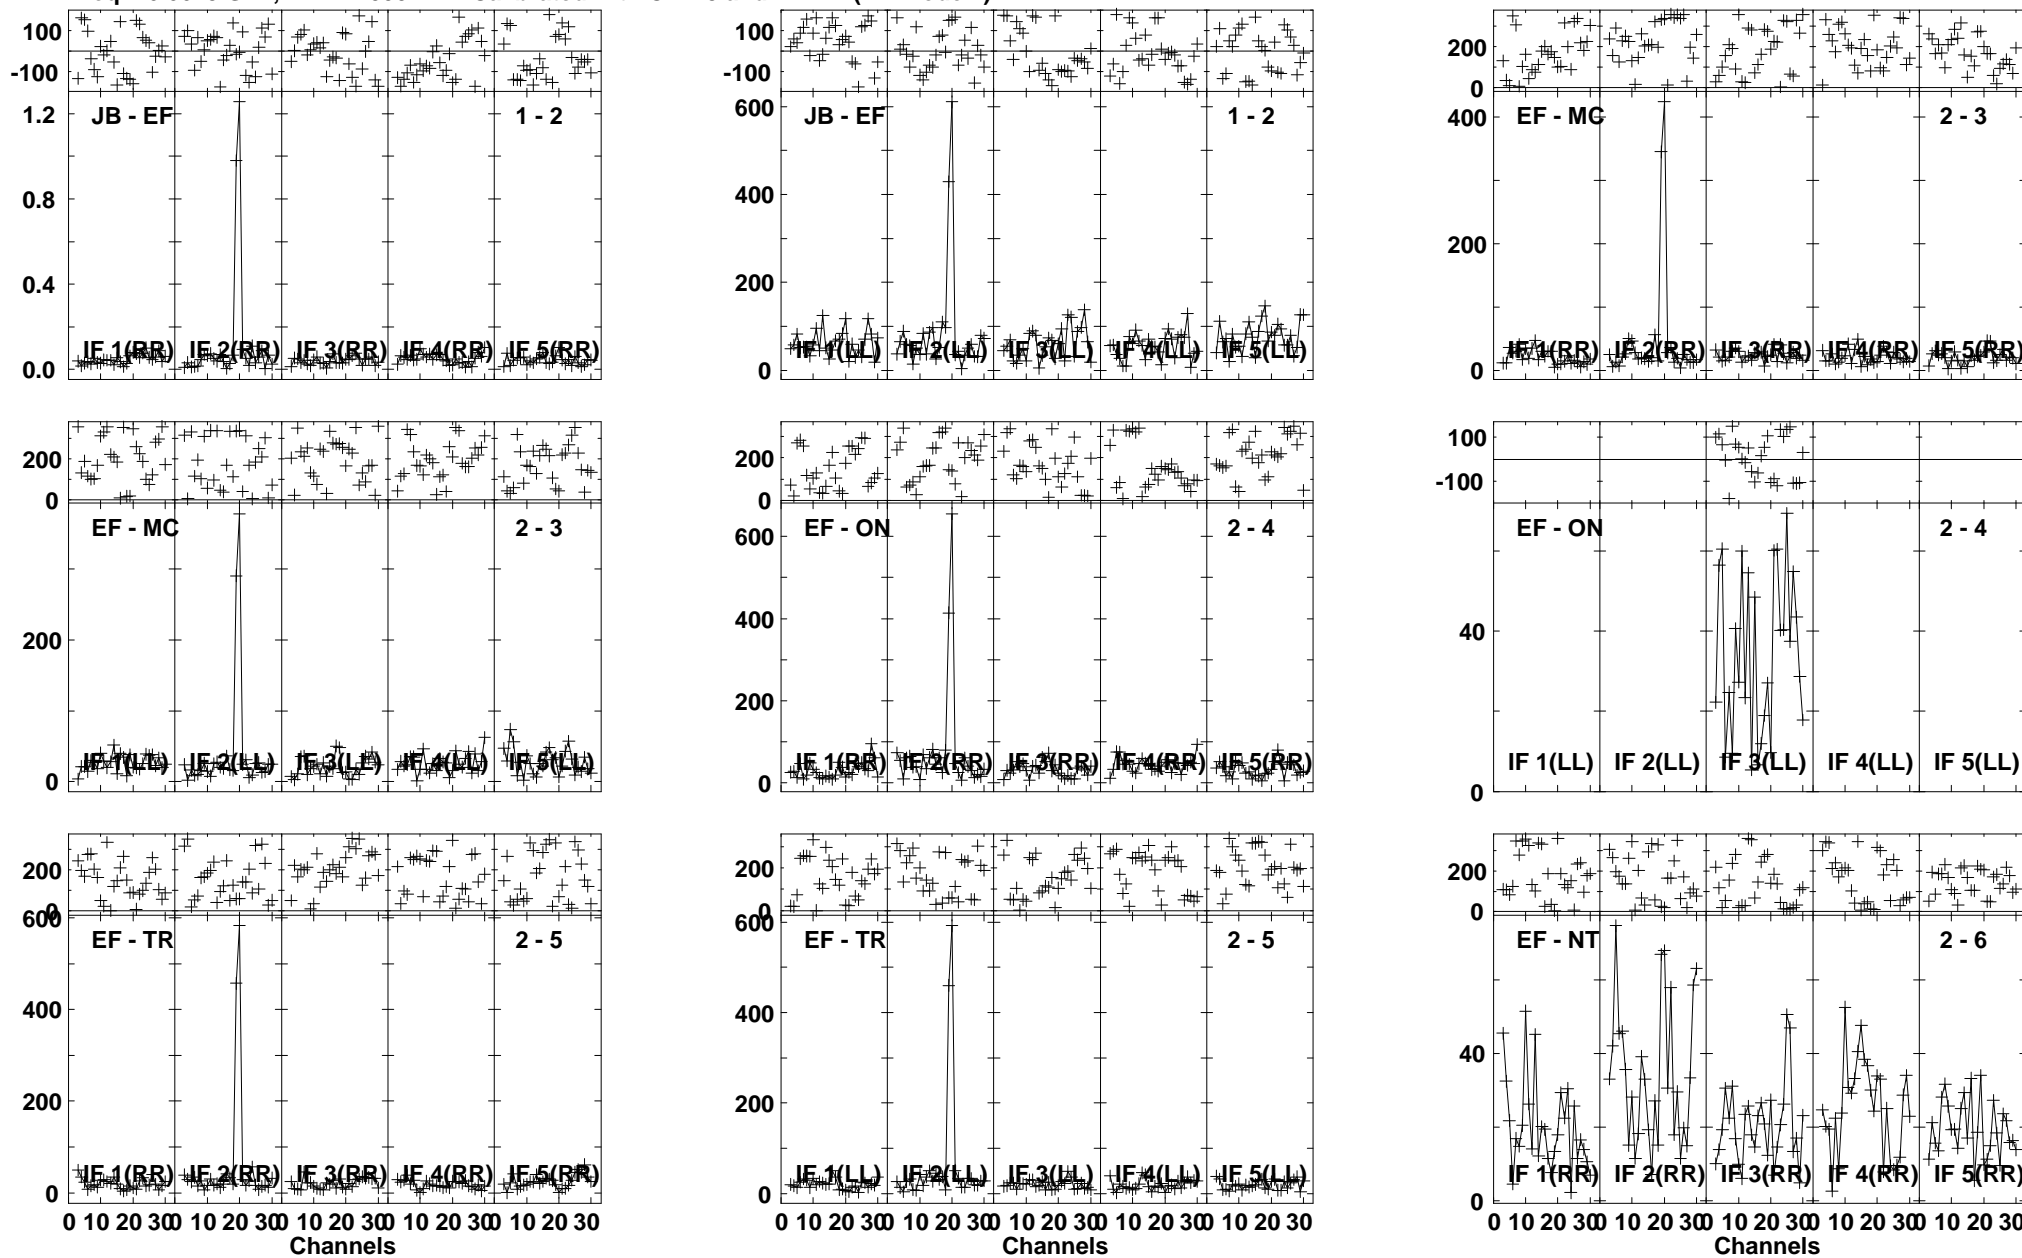 100 100 200
-100 -100 0
JB - EF 1 - 2 JB - EF 1 - 2 EF - MC 2 - 3
1.2 600 400
0.8 400 200
0.4 200
0.0 0 0
IF 1(RR) IF 2(RR) IF 3(RR) IF 4(RR) IF 5(RR) IF 1(LL) IF 2(LL) IF 3(LL) IF 4(LL) IF 5(LL) IF 1(RR) IF 2(RR) IF 3(RR) IF 4(RR) IF 5(RR)
200 200 100
0 0 -100
EF - MC 2 - 3 EF - ON 2 - 4 EF - ON 2 - 4
600
400 40
200 200
0 0 0
IF 1(LL) IF 2(LL) IF 3(LL) IF 4(LL) IF 5(LL) IF 1(RR) IF 2(RR) IF 3(RR) IF 4(RR) IF 5(RR) IF 1(LL) IF 2(LL) IF 3(LL) IF 4(LL) IF 5(LL)
200 200 200
0 0 0
600 600
EF - TR 2 - 5 EF - TR 2 - 5 EF - NT 2 - 6
400 400 40
200 200
0 0 0
IF 1(RR) IF 2(RR) IF 3(RR) IF 4(RR) IF 5(RR) IF 1(LL) IF 2(LL) IF 3(LL) IF 4(LL) IF 5(LL) IF 1(RR) IF 2(RR) IF 3(RR) IF 4(RR) IF 5(RR)
0 10 20 30 0 10 20 30 0 10 20 30 0 10 20 30 0 10 20 30 0 10 20 30 0 10 20 30 0 10 20 30 0 10 20 30 0 10 20 30 0 10 20 30 0 10 20 30 0 10 20 30 0 10 20 30 0 10 20 30
Channels Channels Channels